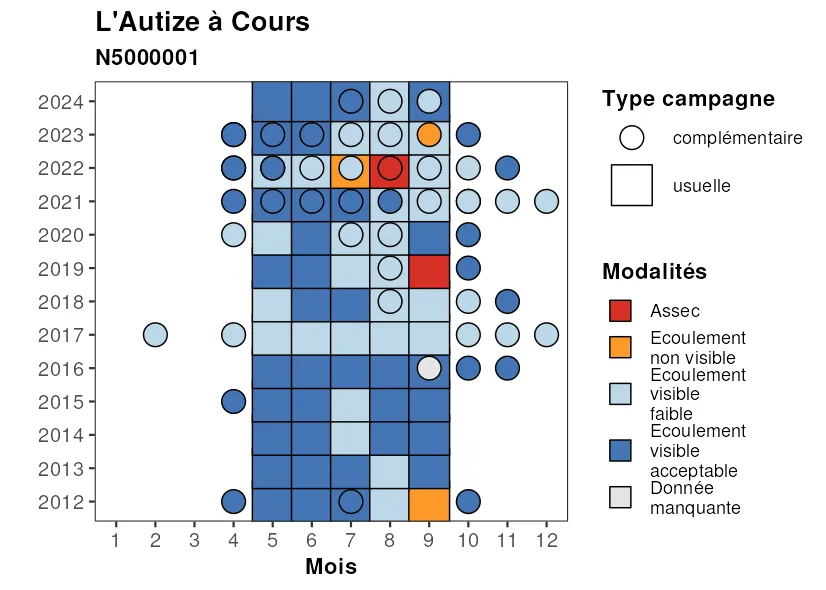 L'Autize à Cours
N5000001
2024
2023
2022
2021
2020
2019
2018
2017
2016
2015
2014
2013
2012
1 2 3 4 5 6 7 8 9 10 11 12
Mois
Type campagne
complémentaire
usuelle
Modalités
Assec
Ecoulement
non visible
Ecoulement
visible
faible
Ecoulement
visible
acceptable
Donnée
manquante